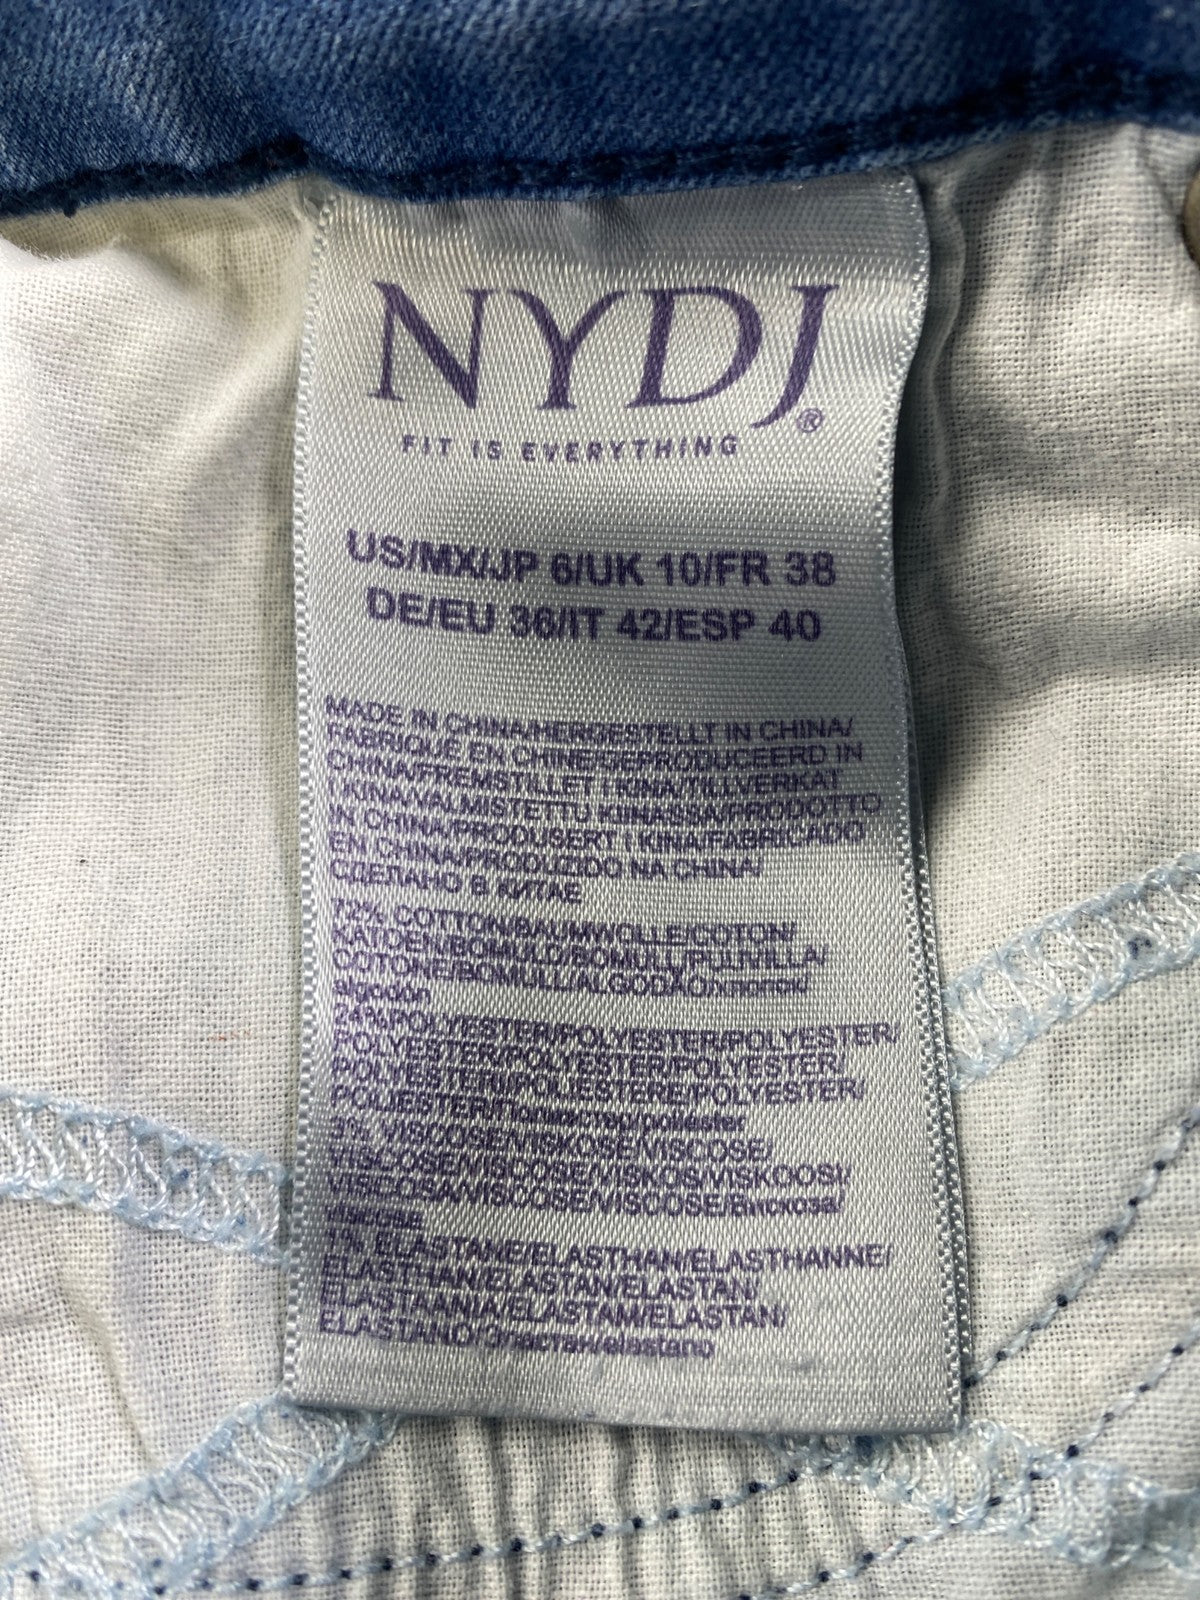 NYDJ®
FIT IS EVERYTHING
US/MX/JP 6/UK 10/FR 38
DE/EU 36/IT 42/ESP 40
MADE IN CHINA/HERGESTELLT IN CHINA/
FABRIQUÉ EN CHINE/GEPRODUCEERD IN
CHINA/FREMSTILLET I KINA/TILLVERKAT
I KINA/VALMISTETTU KIINASSA/PRODOTTO
IN CHINA/PRODUSERT I KINA/FABRICADO
EN CHINA/PRODUZIDO NA CHINA/
СДЕЛАНО В КИТАЕ
72% COTTON/BAUMWOLLE/COTON/
KATOEN/BOMULD/BOMULL/PUUVILLA/
COTONE/BOMULL/ALGODÃO/хлопок/
algodón
POLYESTER/POLYESTER/POLYESTER/
POLYESTER/POLYESTER/POLYESTER/
POLYESTERI/POLIESTERE/POLYESTER/
POLIESTER/Полиэстер/poliester
3% VISCOSE/VISKOSE/VISCOSE/
VISCOSE/VISCOSE/VISKOS/VISKOOSI/
VISCOSA/VISCOSE/VISCOSE/Вискоза/
viscosa
1% ELASTANE/ELASTHAN/ÉLASTHANNE/
ELASTHAN/ELASTAN/ELASTAN/
ELASTAANIA/ELASTAM/ELASTAN/
ELASTANO/Эластан/elastano